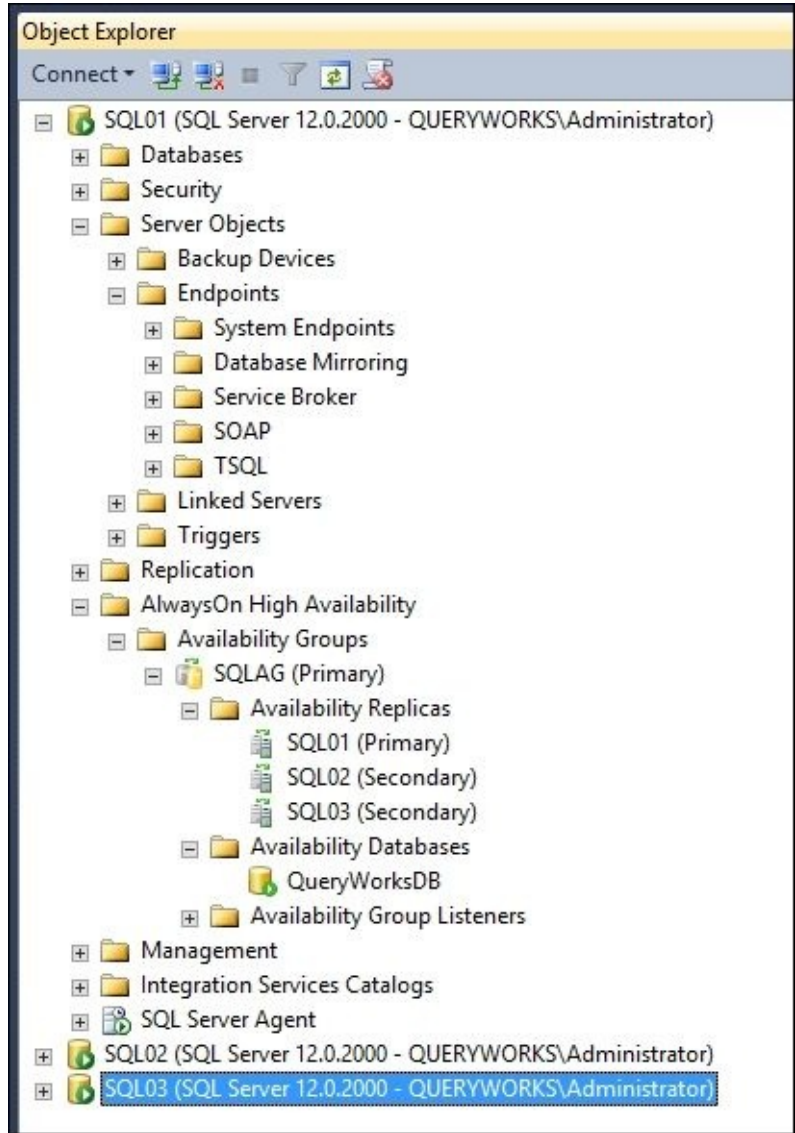 Object Explorer
Connect
SQL01 (SQL Server 12.0.2000 - QUERYWORKS\Administrator)
Databases
Security
Server Objects
Backup Devices
Endpoints
System Endpoints
Database Mirroring
Service Broker
SOAP
TSQL
Linked Servers
Triggers
Replication
AlwaysOn High Availability
Availability Groups
SQLAG (Primary)
Availability Replicas
SQL01 (Primary)
SQL02 (Secondary)
SQL03 (Secondary)
Availability Databases
QueryWorksDB
Availability Group Listeners
Management
Integration Services Catalogs
SQL Server Agent
SQL02 (SQL Server 12.0.2000 - QUERYWORKS\Administrator)
SQL03 (SQL Server 12.0.2000 - QUERYWORKS\Administrator)